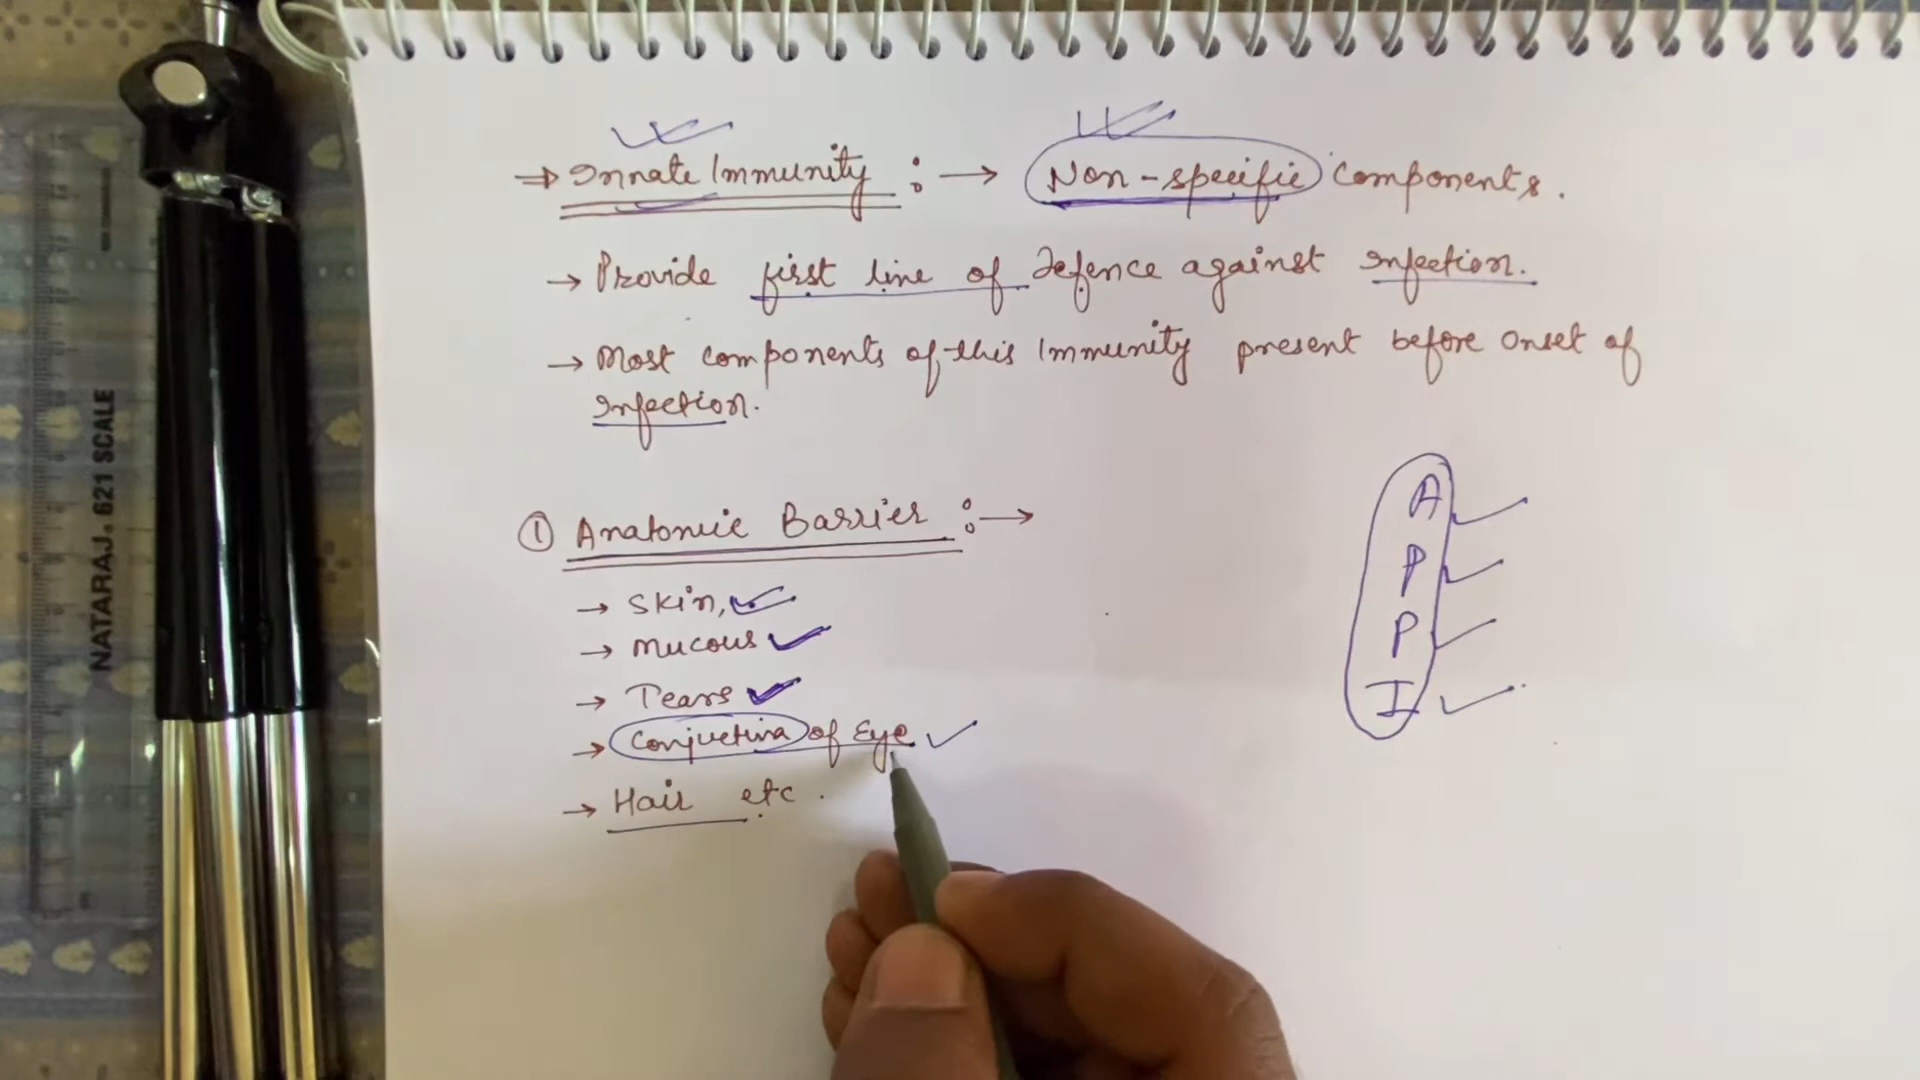 ⇒ Innate Immunity : → Non-specific components.
→ Provide first line of Defence against Infection.
→ Most components of this Immunity present before onset of
Infection.
① Anatomic Barrier : →
→ Skin,
→ Mucous
→ Tears
→ Conjuctiva of Eye
→ Hair etc.
A
P
P
I
NATARAJ. 621 SCALE